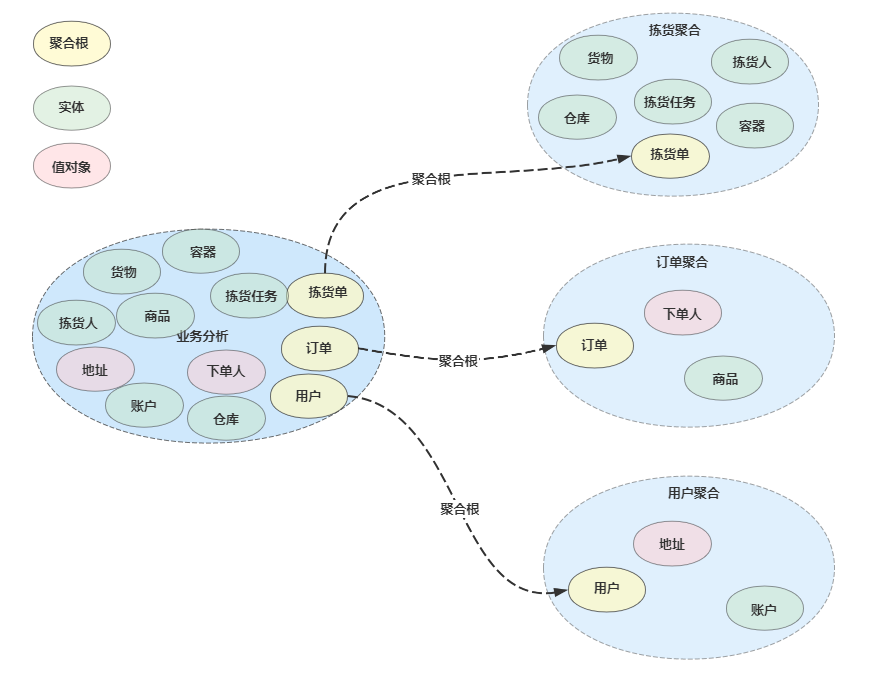 聚合根
实体
值对象
容器
货物
拣货任务
拣货单
拣货人
商品
业务分析
订单
地址
下单人
用户
账户
仓库
聚合根
聚合根
聚合根
拣货聚合
货物
拣货人
拣货任务
仓库
容器
拣货单
订单聚合
下单人
订单
商品
用户聚合
地址
用户
账户